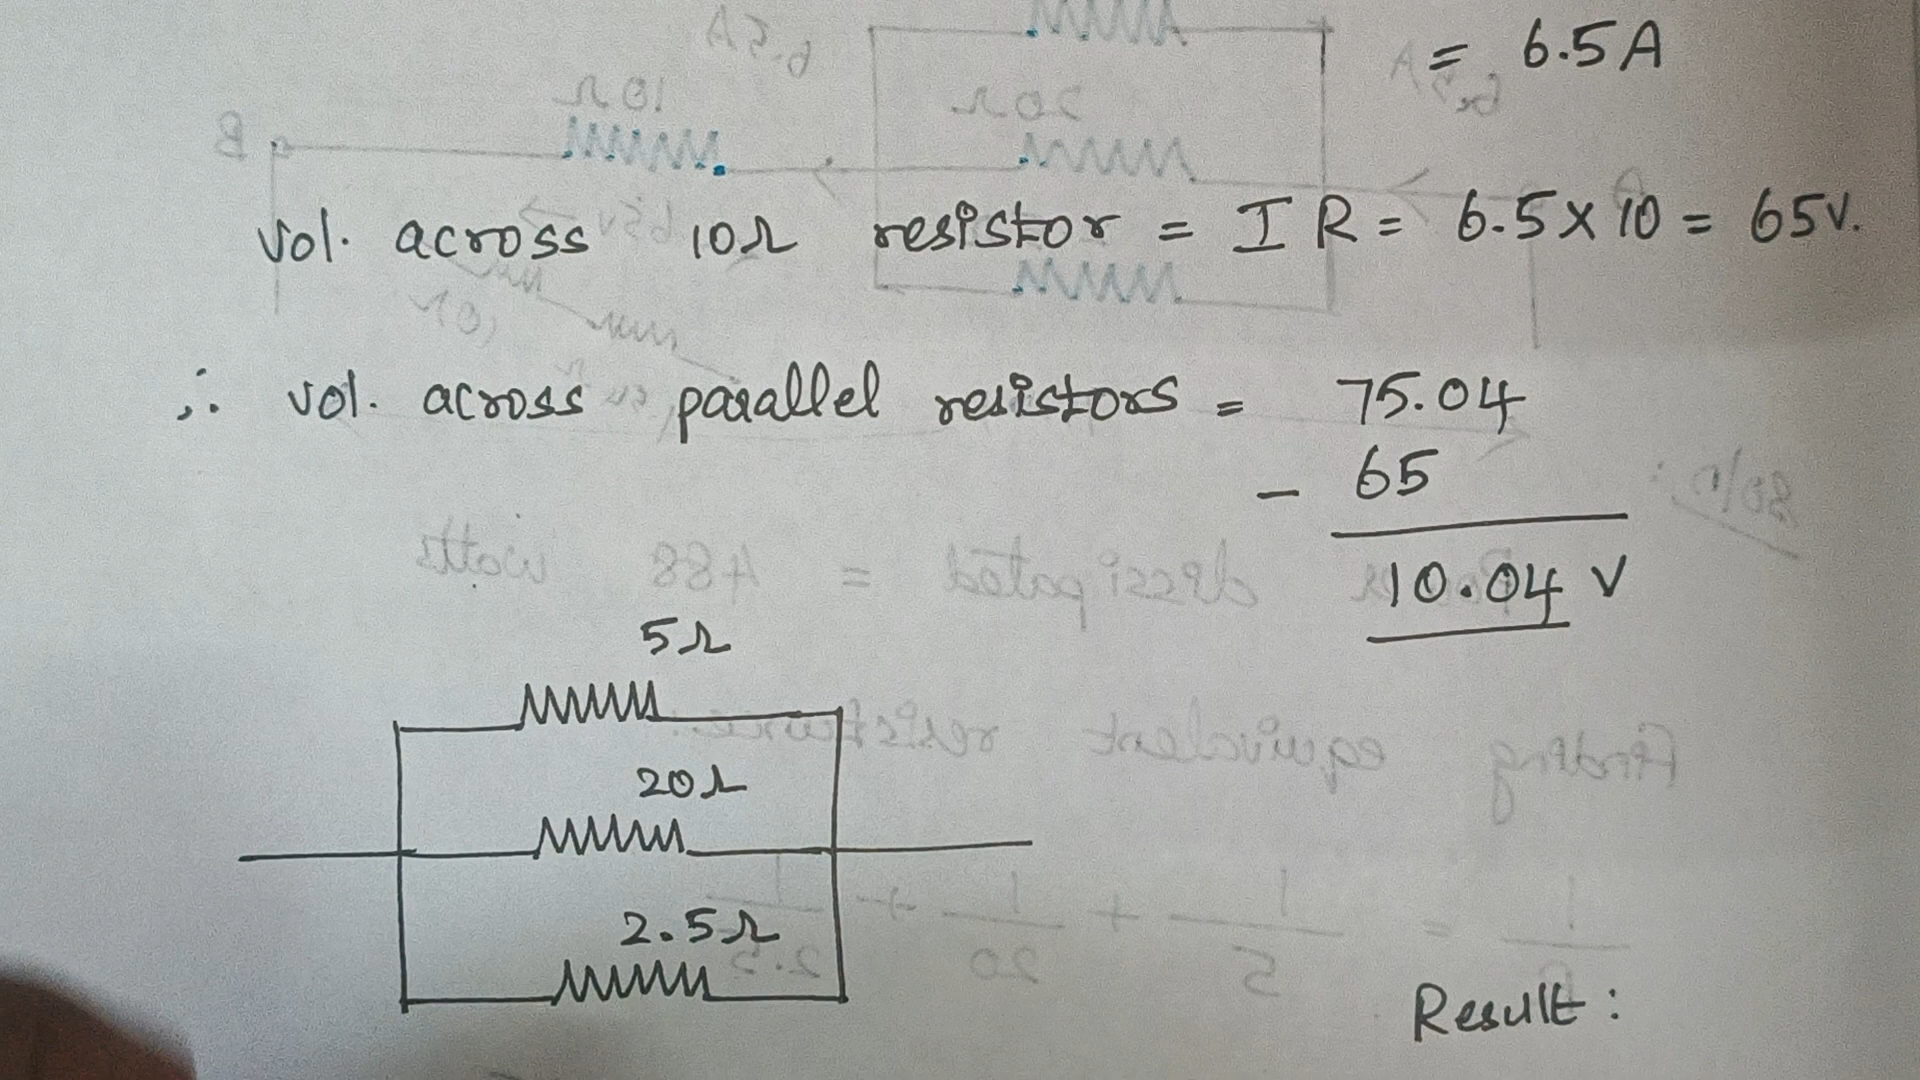 = 6.5A
Vol. across 10Ω resistor = IR = 6.5 x 10 = 65V.
∴ vol. across parallel resistors = 75.04
- 65
10.04 V
5Ω
20Ω
2.5Ω
Result :